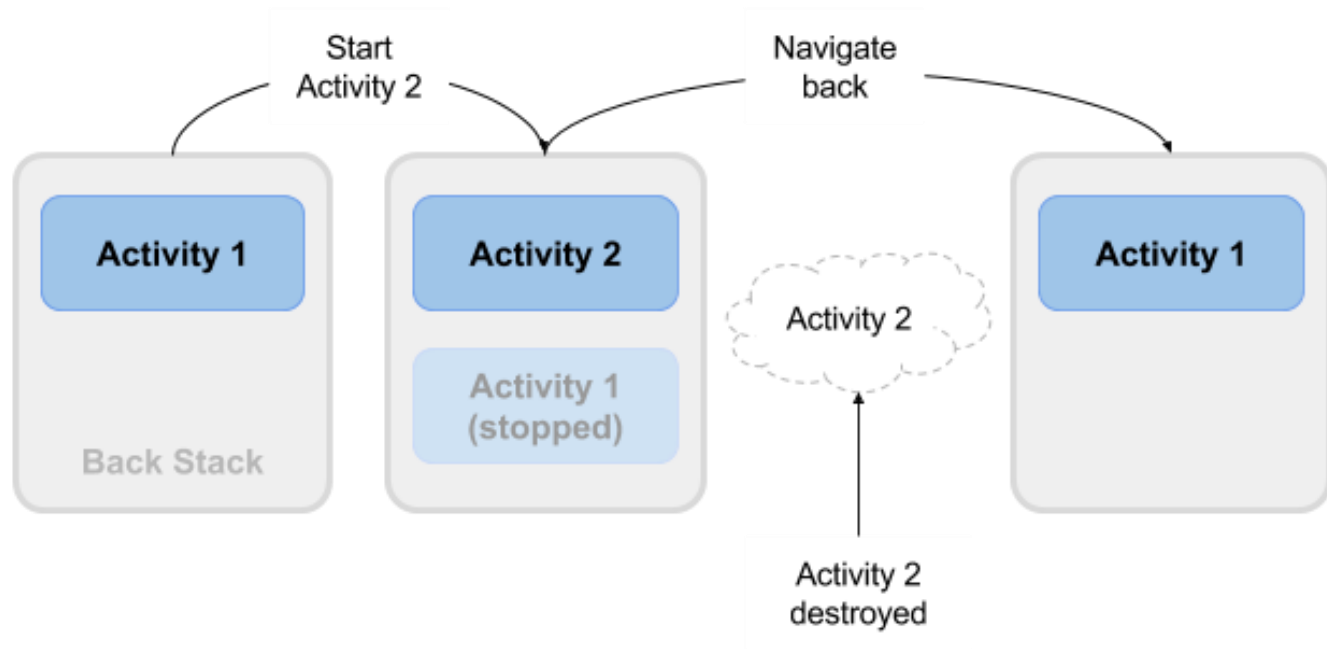 Start
Activity 2
Navigate
back
Activity 1
Back Stack
Activity 2
Activity 1
(stopped)
Activity 2
Activity 1
Activity 2
destroyed